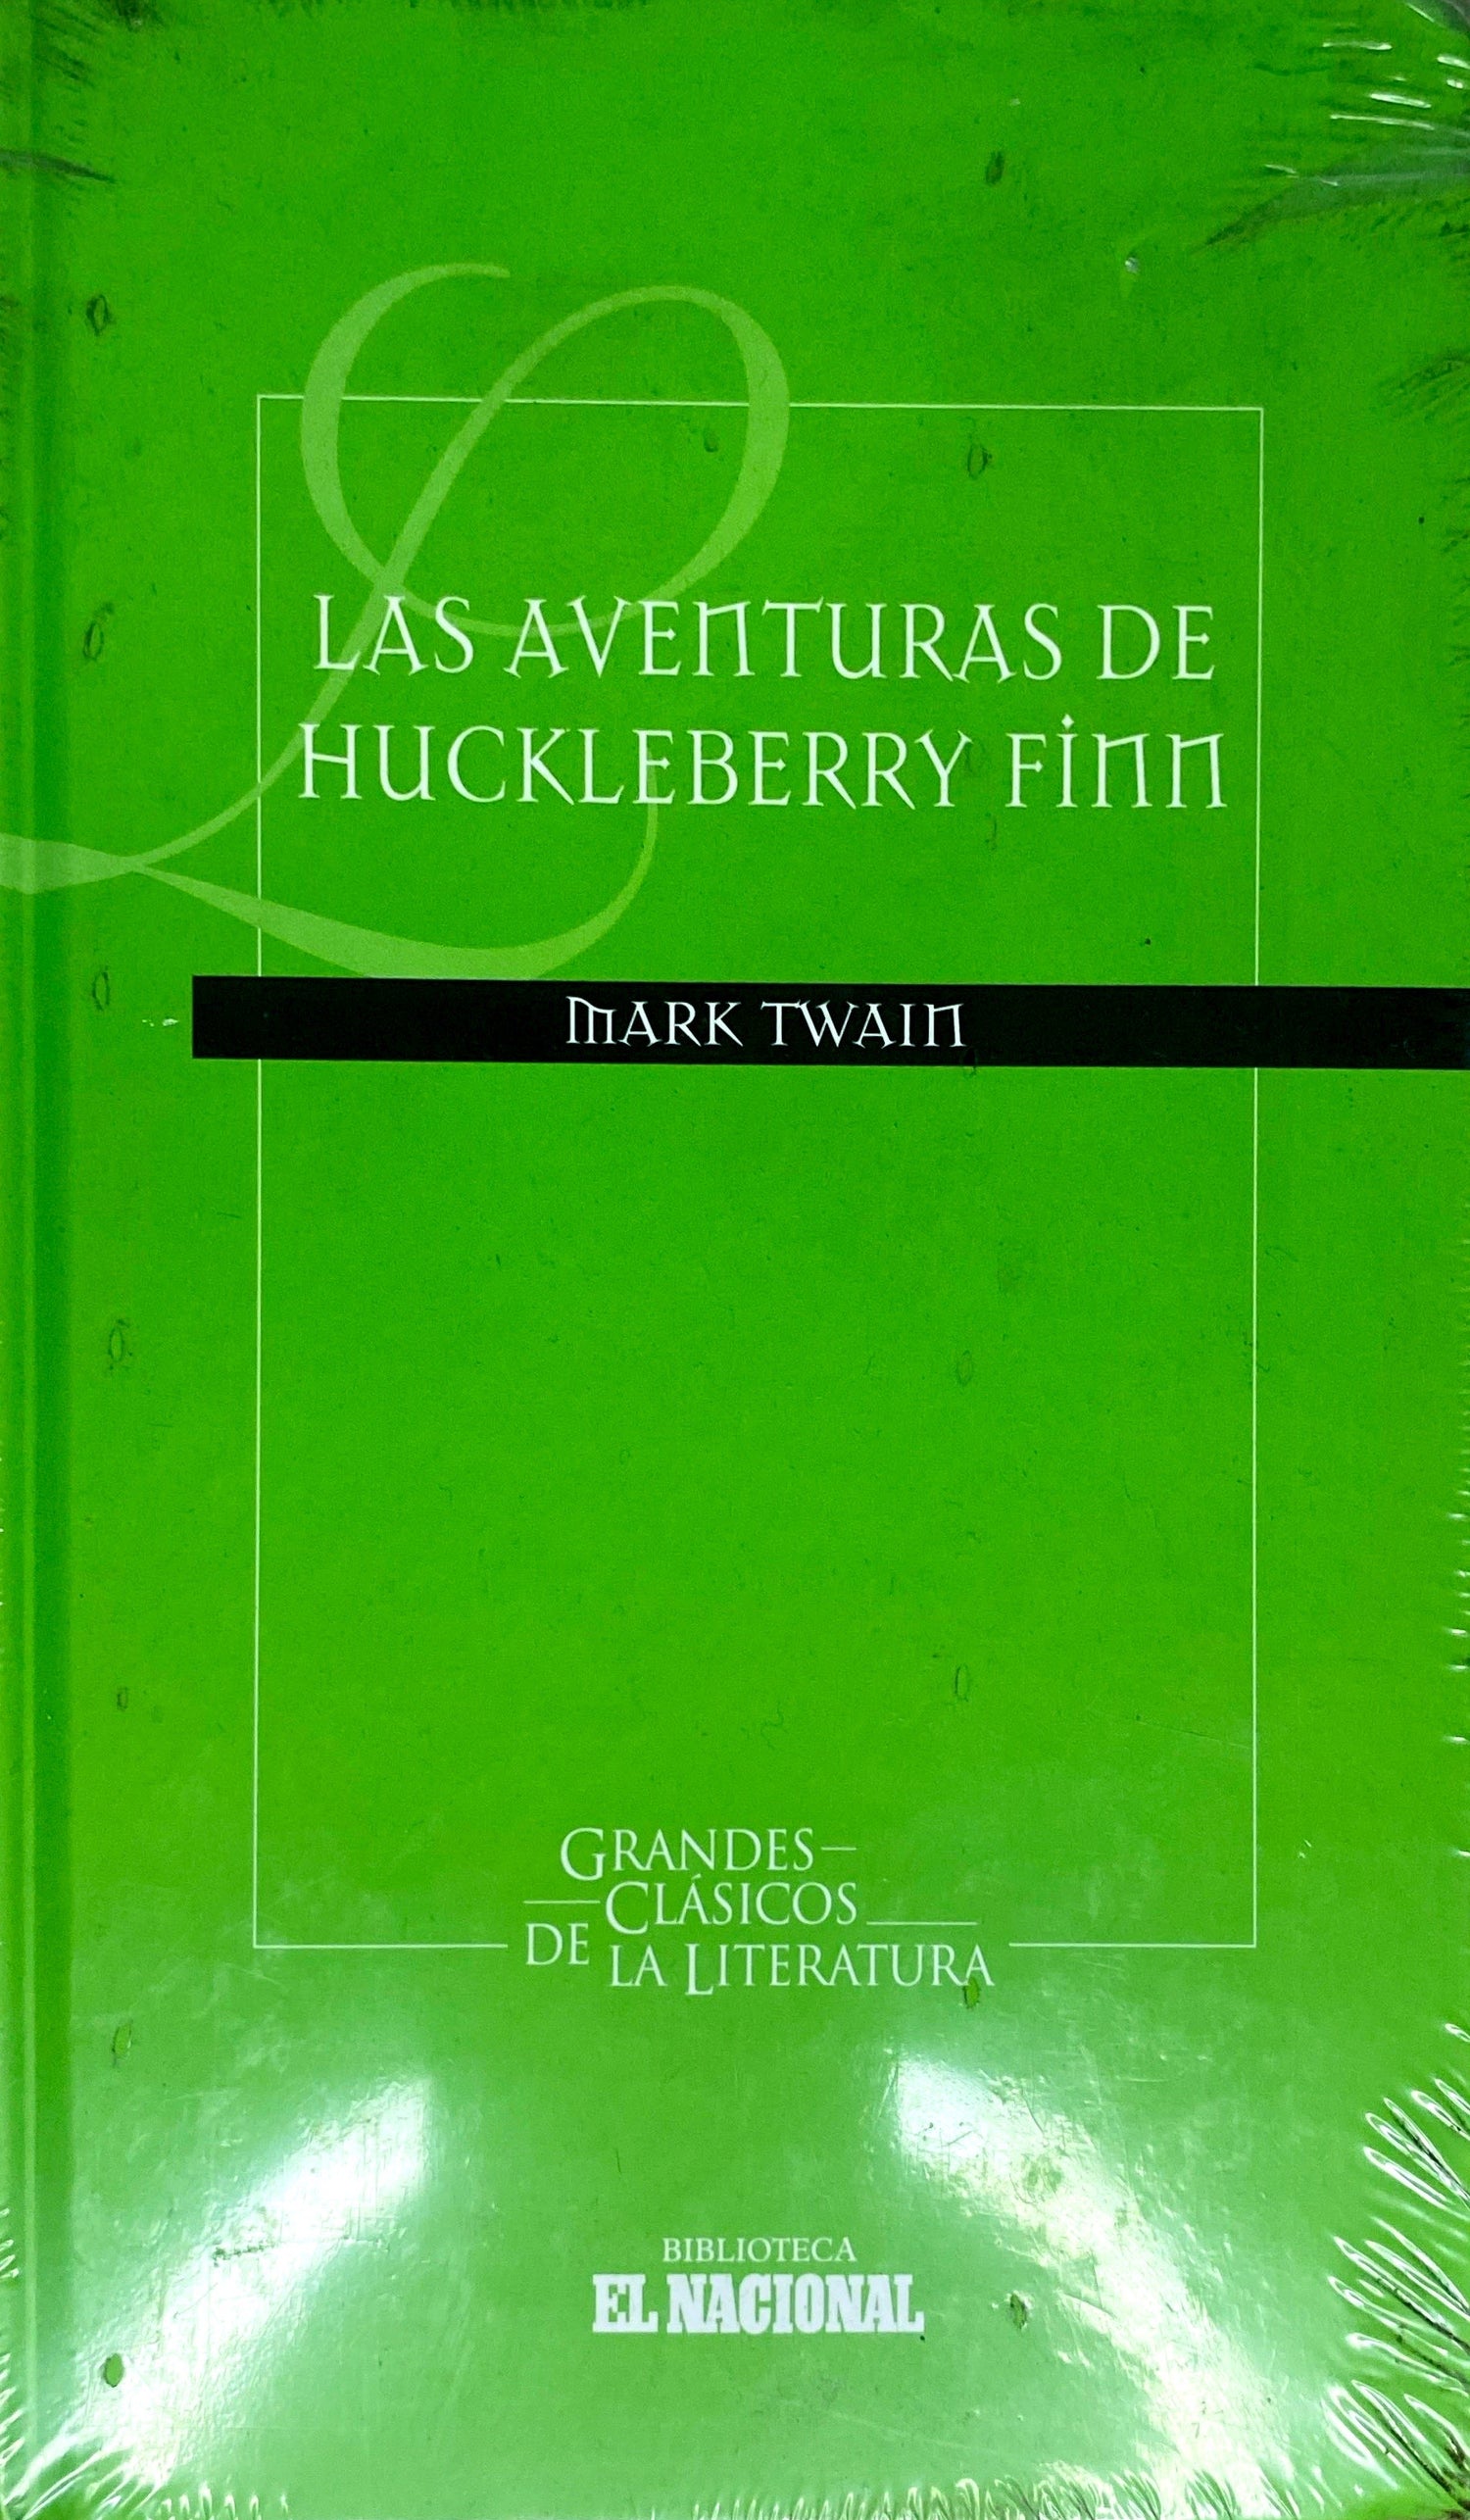 LAS AVENTURAS DE
HUCKLEBERRY FINN
MARK TWAIN
GRANDES
CLÁSICOS
DE LA LITERATURA
BIBLIOTECA
EL NACIONAL